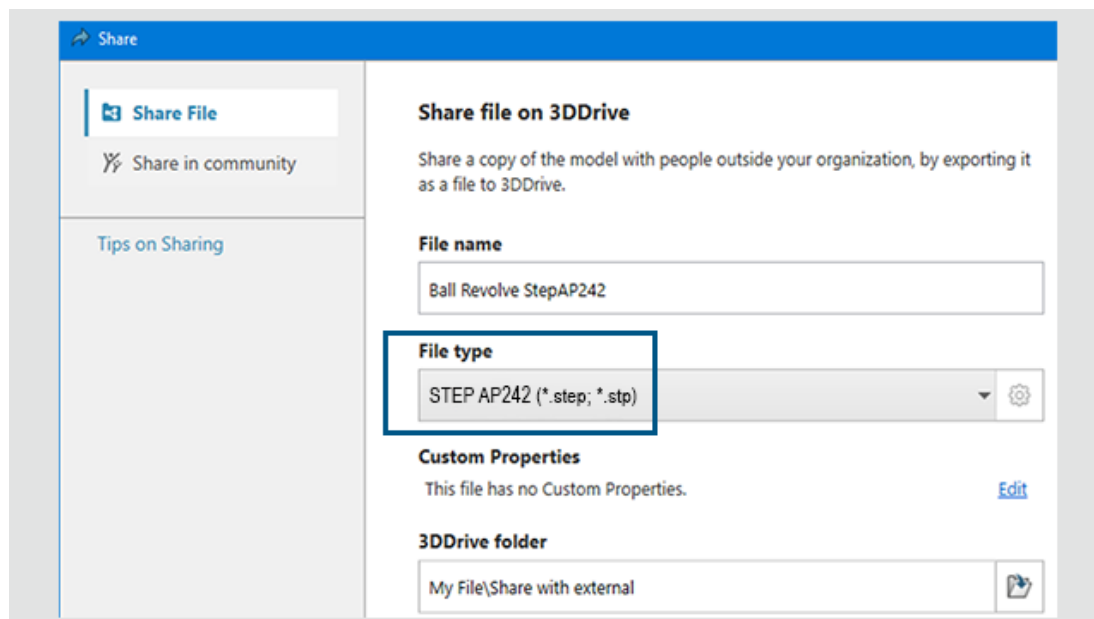 Share
Share File
Share in community
Tips on Sharing
Share file on 3DDrive
Share a copy of the model with people outside your organization, by exporting it
as a file to 3DDrive.
File name
Ball Revolve StepAP242
File type
STEP AP242 (*.step; *.stp)
Custom Properties
This file has no Custom Properties.
Edit
3DDrive folder
My File\Share with external